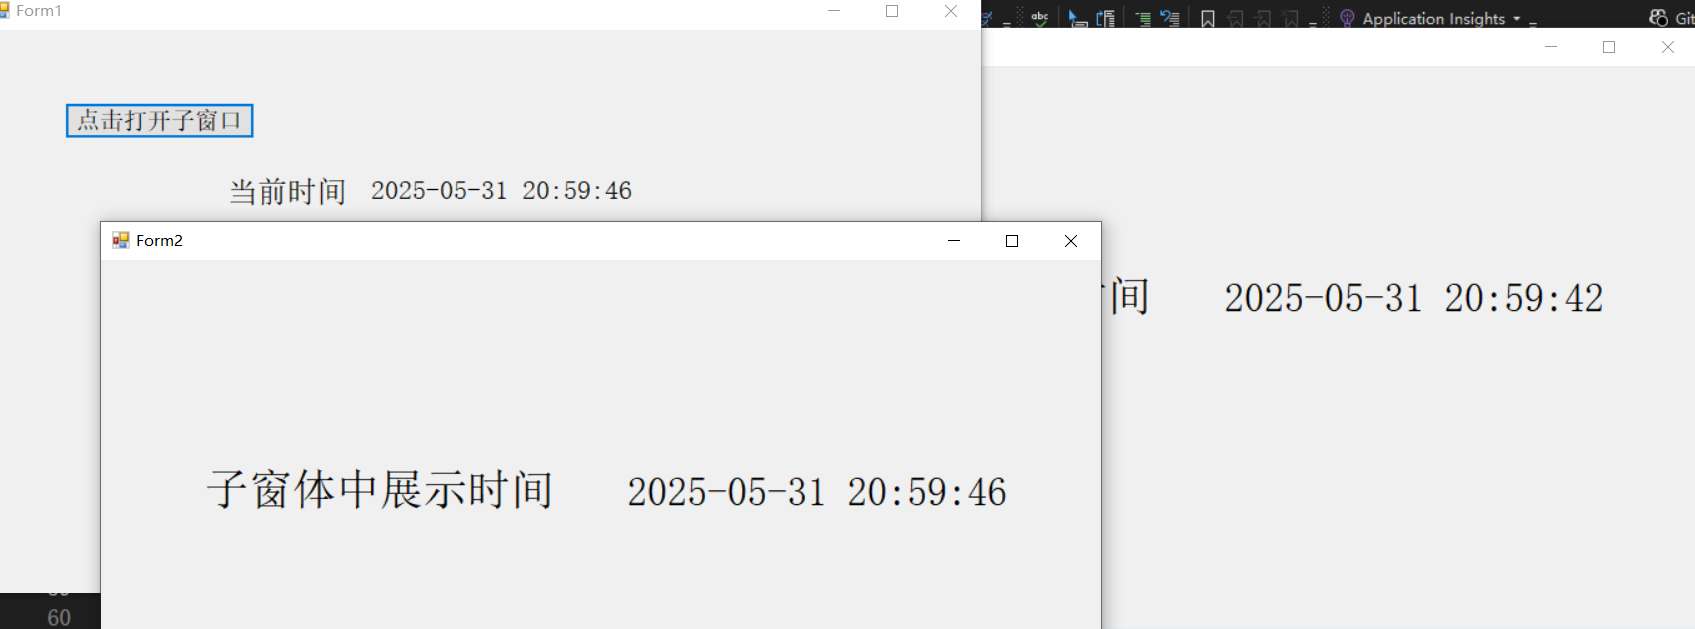 Form1
abc
Application Insights
Git
点击打开子窗口
当前时间 2025-05-31 20:59:46
Form2
间 2025-05-31 20:59:42
子窗体中展示时间 2025-05-31 20:59:46
60